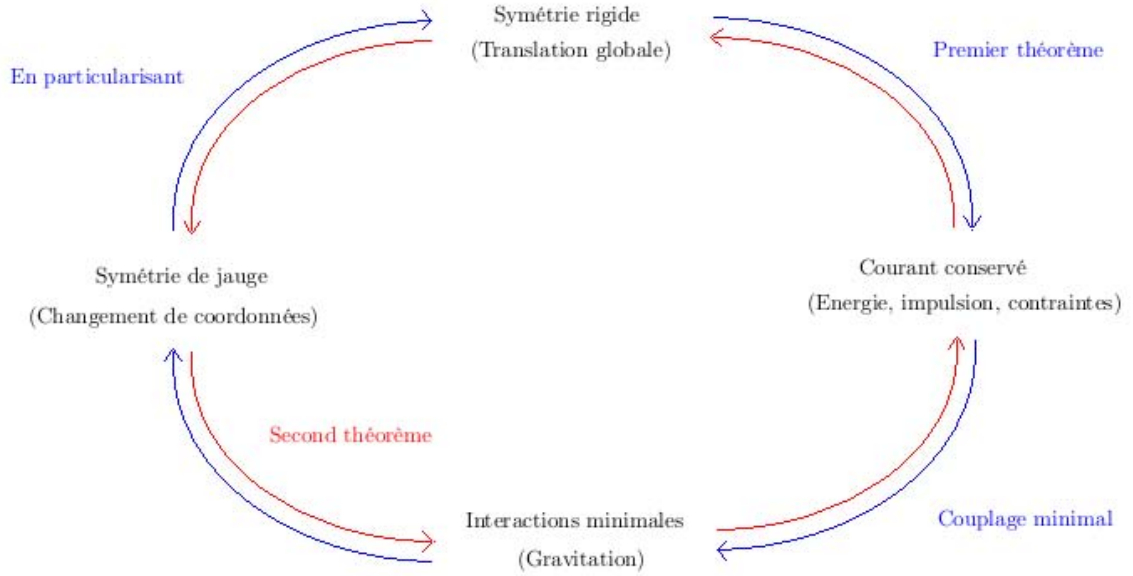 Symétrie rigide
(Translation globale)
En particularisant
Premier théorème
Symétrie de jauge
(Changement de coordonnées)
Courant conservé
(Energie, impulsion, contraintes)
Second théorème
Interactions minimales
(Gravitation)
Couplage minimal